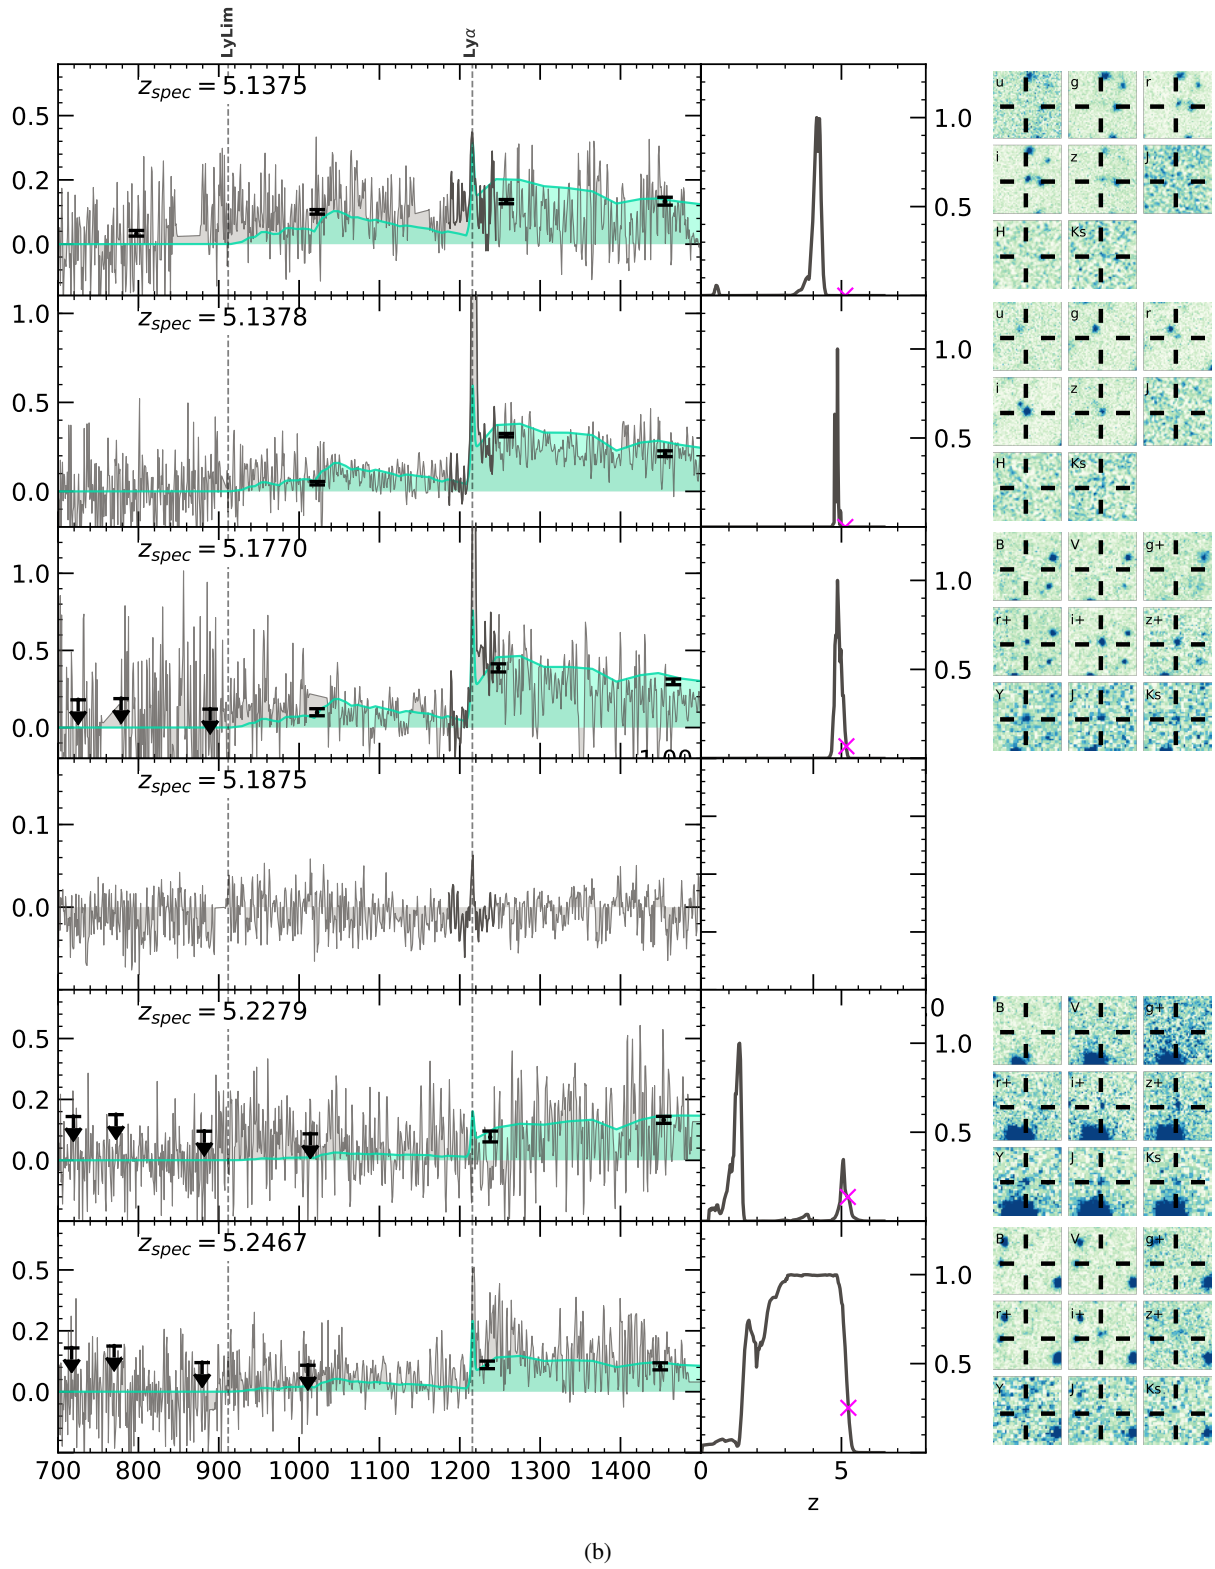 LyLim
Lyα
z_spec = 5.1375
0.5
0.2
0.0
1.0
0.5
u g r
i z J
H Ks
z_spec = 5.1378
1.0
0.5
0.0
1.0
0.5
u g r
i z J
H Ks
z_spec = 5.1770
1.0
0.5
0.0
1.0
0.5
B V g+
r+ i+ z+
Y J Ks
z_spec = 5.1875
0.1
0.0
0
z_spec = 5.2279
0.5
0.2
0.0
1.0
0.5
B V g+
r+ i+ z+
Y J Ks
z_spec = 5.2467
0.5
0.2
0.0
1.0
0.5
B V g+
r+ i+ z+
Y J Ks
700 800 900 1000 1100 1200 1300 1400 0 5
z
(b)